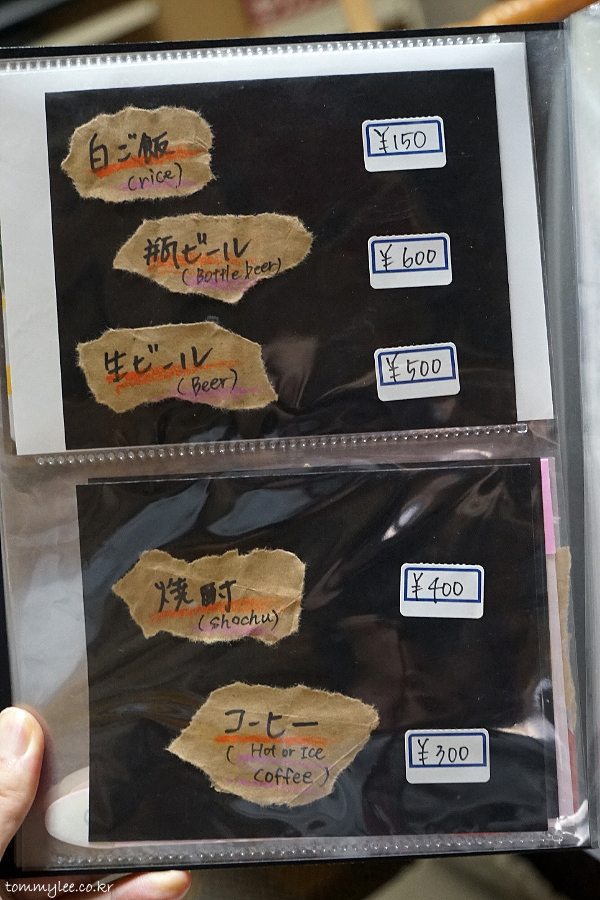 白ご飯
(rice)
¥150
瓶ビール
(Bottle beer)
¥600
生ビール
(Beer)
¥500
焼酎
(shochu)
¥400
コーヒー
( Hot or Ice
coffee )
¥300
tommylee.co.kr